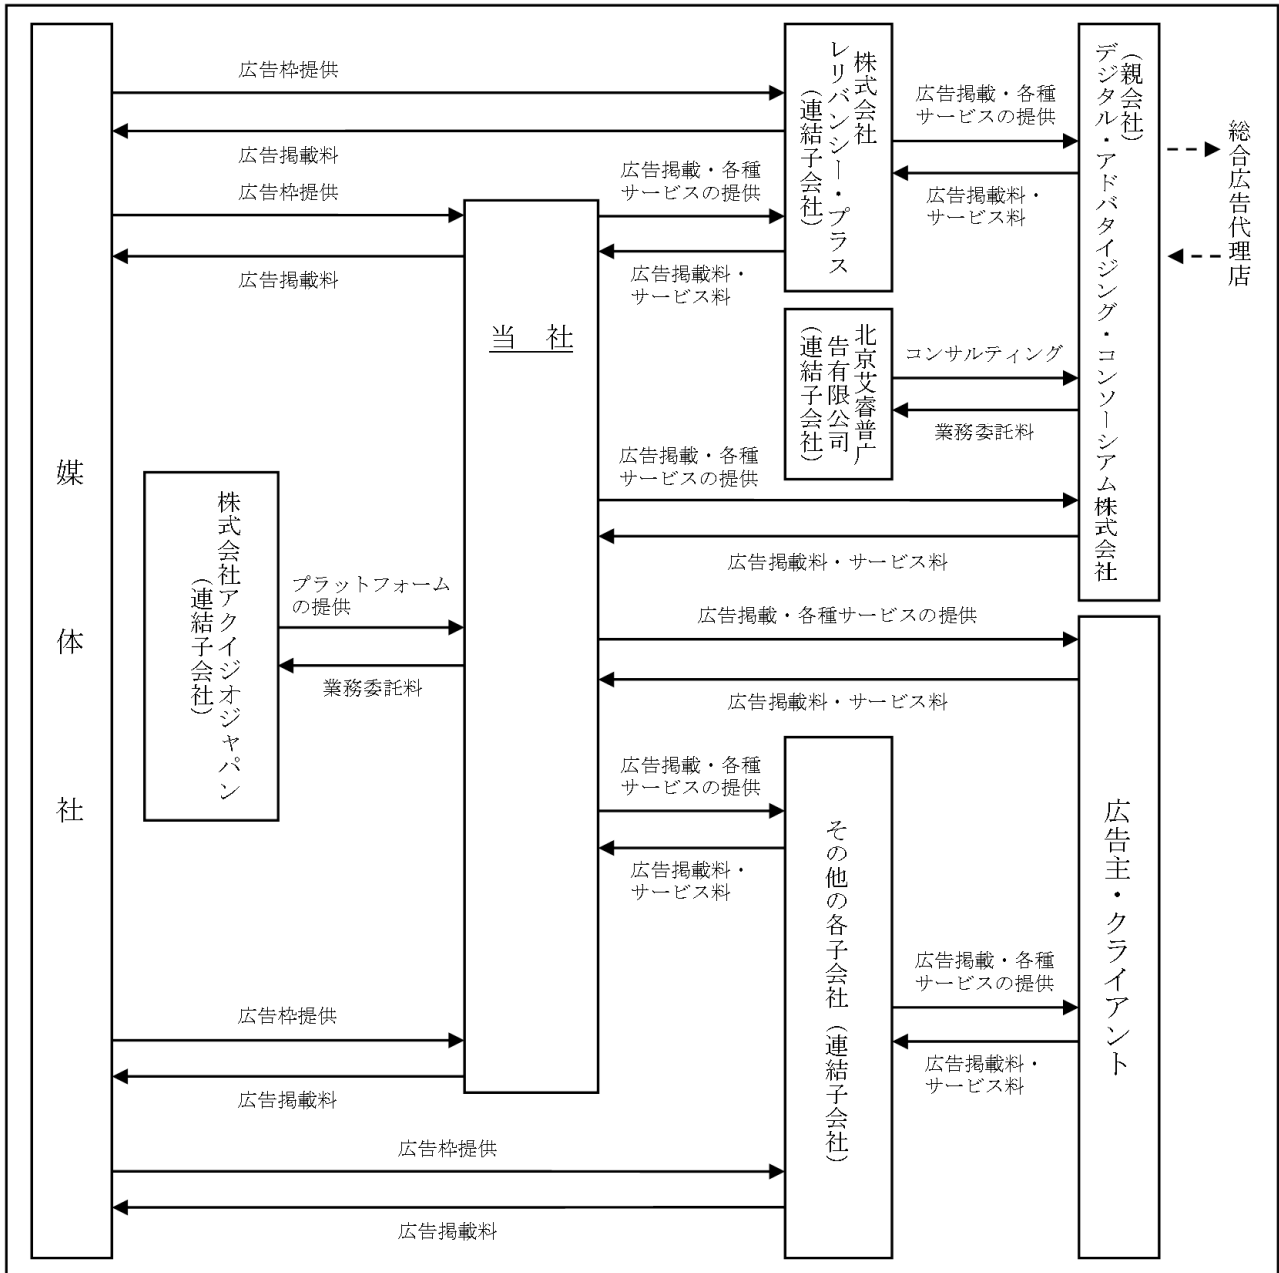 媒体社
広告枠提供
広告掲載料
広告枠提供
広告掲載料
株式会社アクイジオジャパン
（連結子会社）
プラットフォーム
の提供
業務委託料
広告枠提供
広告掲載料
広告枠提供
広告掲載料
当　社
広告掲載・各種
サービスの提供
広告掲載料・
サービス料
株式会社
レリバンシー・プラス
（連結子会社）
広告掲載・各種
サービスの提供
広告掲載料・
サービス料
北京艾睿普广
告有限公司
（連結子会社）
コンサルティング
業務委託料
広告掲載・各種
サービスの提供
広告掲載料・サービス料
（親会社）
デジタル・アドバタイジング・コンソーシアム株式会社
総合広告代理店
広告掲載・各種サービスの提供
広告掲載料・サービス料
広告掲載・各種
サービスの提供
広告掲載料・
サービス料
その他の各子会社（連結子会社）
広告掲載・各種
サービスの提供
広告掲載料・
サービス料
広告主・クライアント